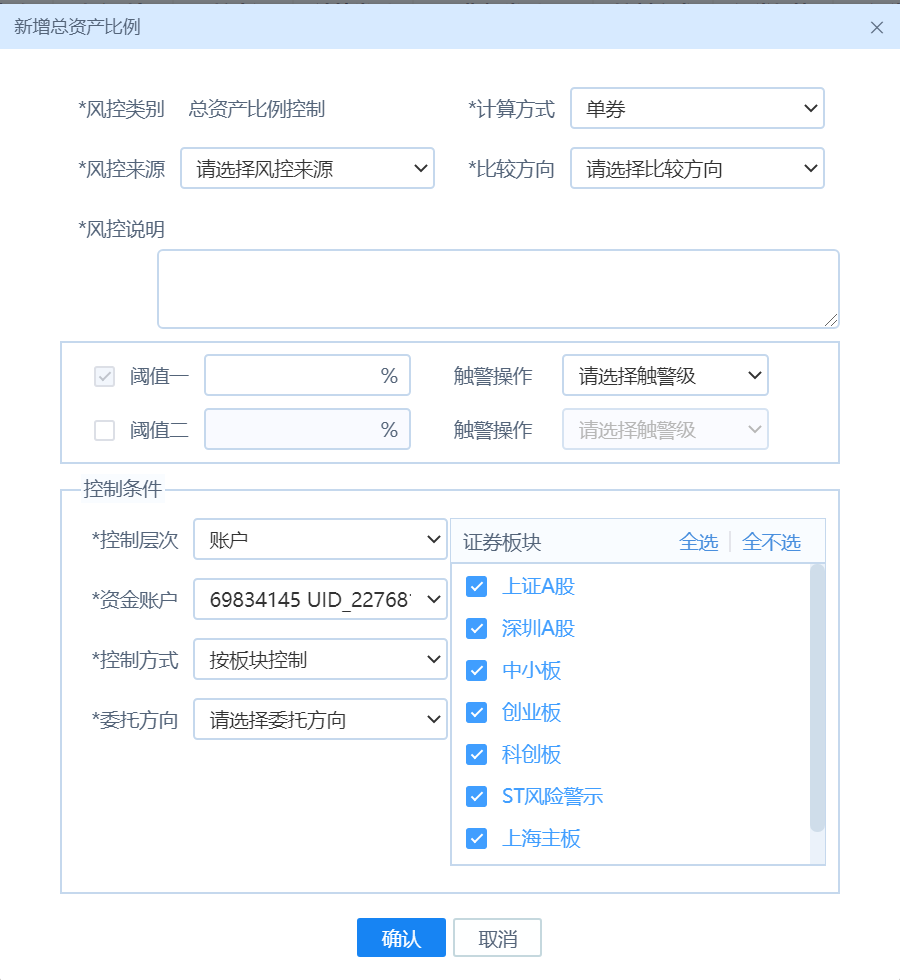 新增总资产比例
*风控类别 总资产比例控制 *计算方式 单券
*风控来源 请选择风控来源 *比较方向 请选择比较方向
*风控说明
阈值一 % 触警操作 请选择触警级
阈值二 % 触警操作 请选择触警级
控制条件
*控制层次 账户
*资金账户 69834145 UID_22768
*控制方式 按板块控制
*委托方向 请选择委托方向
证券板块 全选 全不选
上证A股
深圳A股
中小板
创业板
科创板
ST风险警示
上海主板
确认 取消